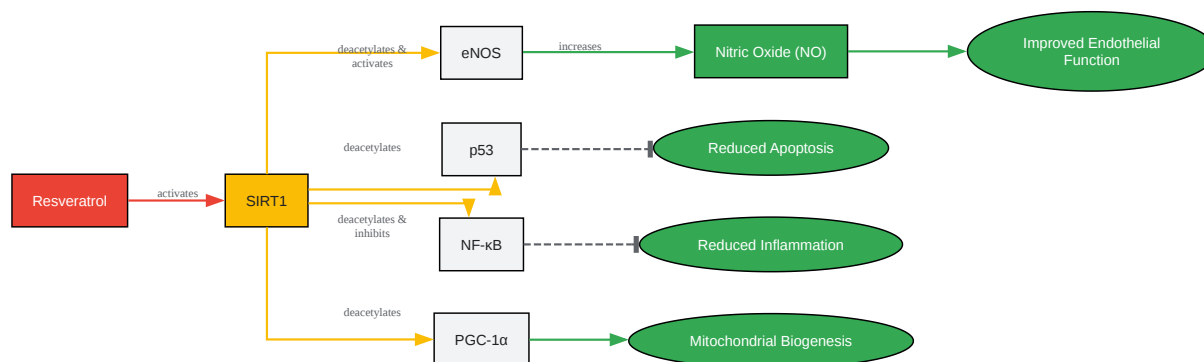 deacetylates &
activates
eNOS
increases
Nitric Oxide (NO)
Improved Endothelial
Function
deacetylates
p53
Reduced Apoptosis
Resveratrol
activates
SIRT1
deacetylates &
inhibits
NF-κB
Reduced Inflammation
deacetylates
PGC-1α
Mitochondrial Biogenesis